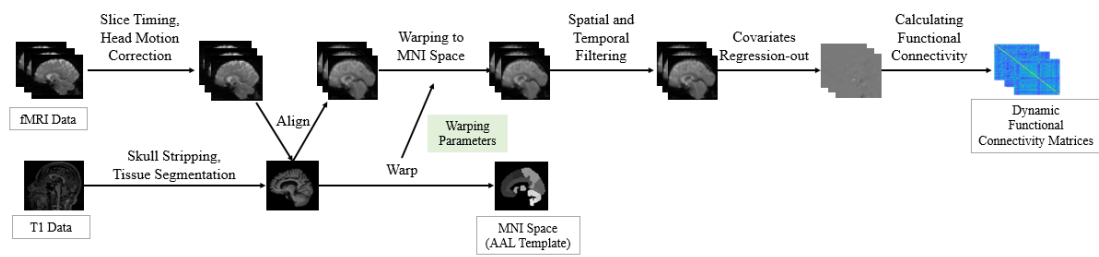 Slice Timing,
Head Motion
Correction
Warping to
MNI Space
Spatial and
Temporal
Filtering
Covariates
Regression-out
Calculating
Functional
Connectivity
fMRI Data
Align
Warping
Parameters
Dynamic
Functional
Connectivity Matrices
Skull Stripping,
Tissue Segmentation
Warp
T1 Data
MNI Space
(AAL Template)